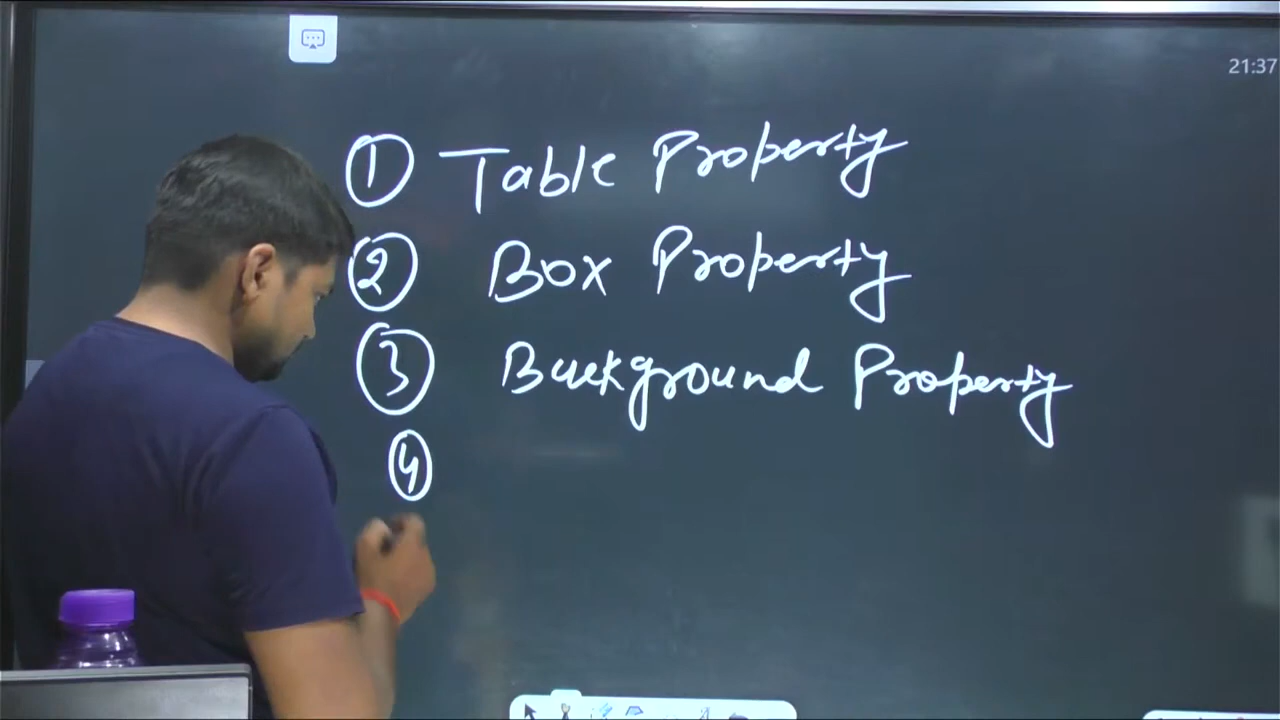 21:37
① Table Property
② Box Property
③ Background Property
④